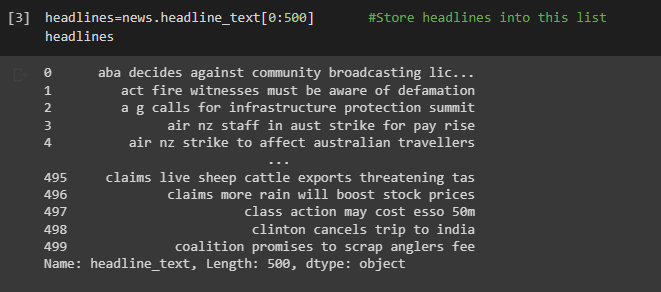 [3] headlines=news.headline_text[0:500] #Store headlines into this list
headlines
0 aba decides against community broadcasting lic...
1 act fire witnesses must be aware of defamation
2 a g calls for infrastructure protection summit
3 air nz staff in aust strike for pay rise
4 air nz strike to affect australian travellers
...
495 claims live sheep cattle exports threatening tas
496 claims more rain will boost stock prices
497 class action may cost esso 50m
498 clinton cancels trip to india
499 coalition promises to scrap anglers fee
Name: headline_text, Length: 500, dtype: object